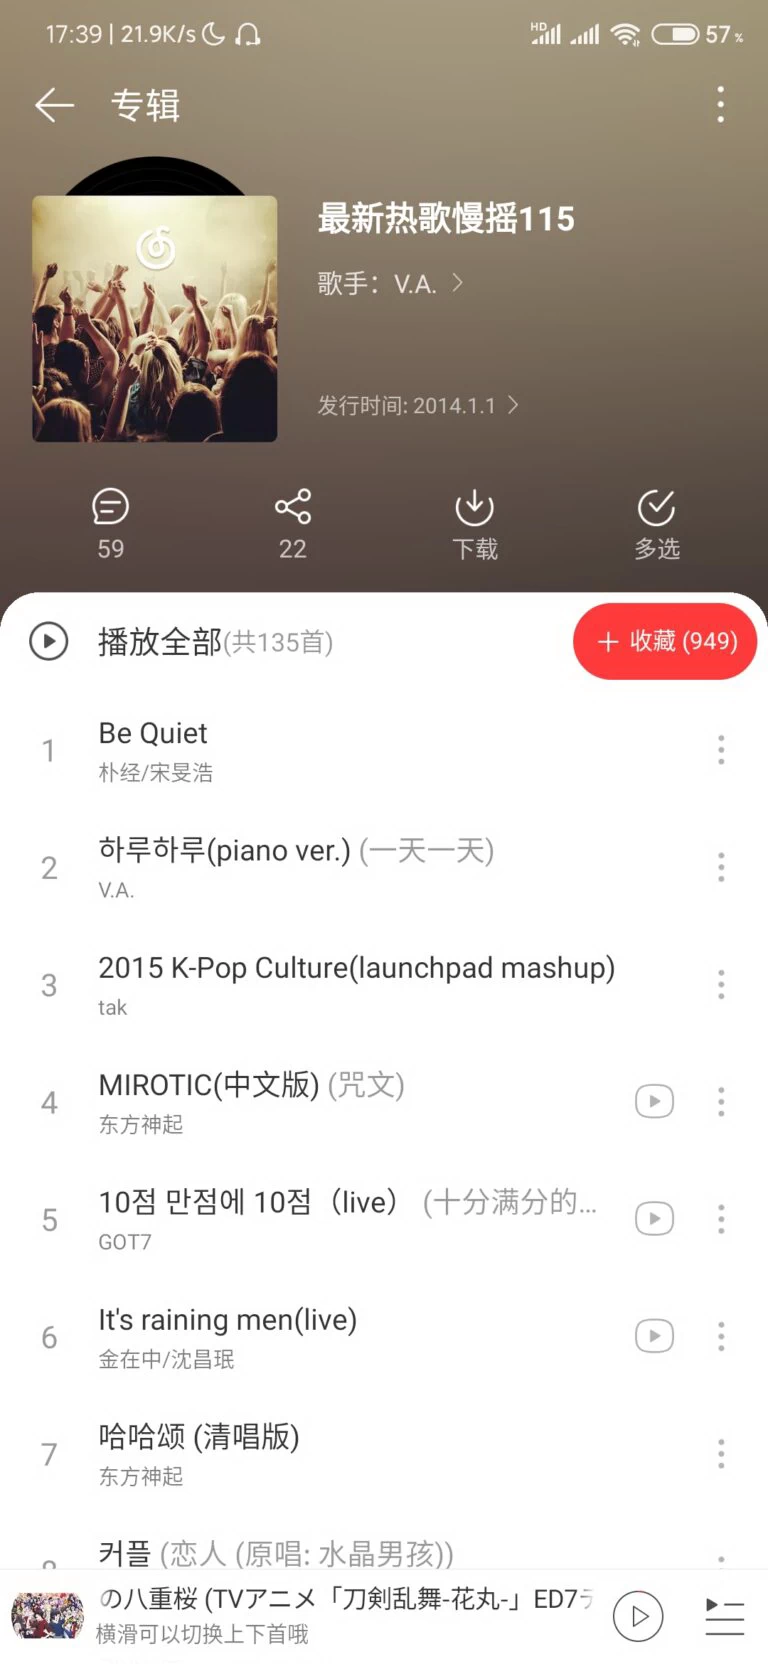 17:39 | 21.9K/s
HD
57%
专辑
最新热歌慢摇115
歌手：V.A.
发行时间: 2014.1.1
59
22
下载
多选
播放全部(共135首)
+ 收藏 (949)
1
Be Quiet
朴经/宋旻浩
2
하루하루(piano ver.) (一天一天)
V.A.
3
2015 K-Pop Culture(launchpad mashup)
tak
4
MIROTIC(中文版) (咒文)
东方神起
5
10점 만점에 10점（live） (十分满分的...
GOT7
6
It's raining men(live)
金在中/沈昌珉
7
哈哈颂 (清唱版)
东方神起
커플 (恋人 (原唱: 水晶男孩))
の八重桜 (TVアニメ「刀剣乱舞-花丸-」ED7テ
横滑可以切换上下首哦